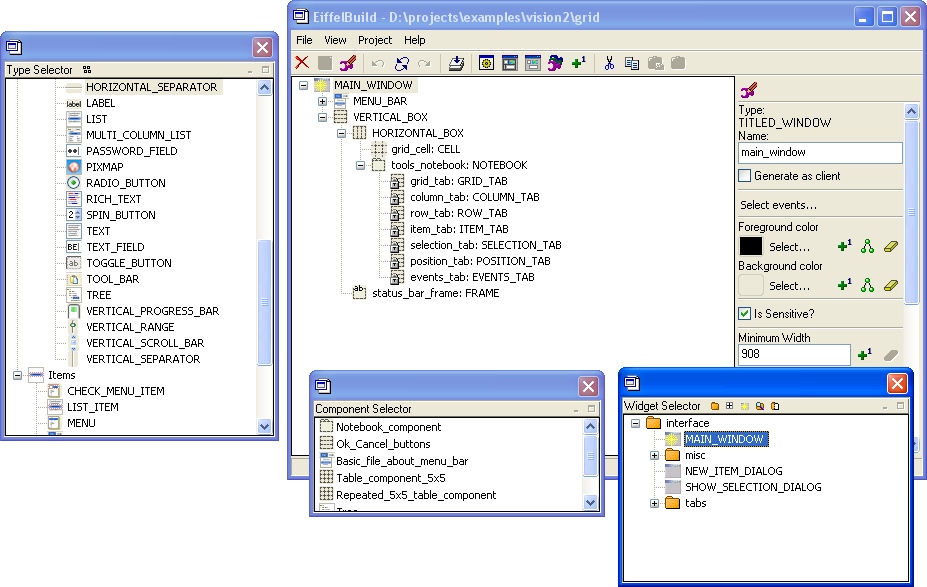 EiffelBuild - D:\projects\examples\vision2\grid
File View Project Help
Type Selector
HORIZONTAL_SEPARATOR
LABEL
LIST
MULTI_COLUMN_LIST
PASSWORD_FIELD
PIXMAP
RADIO_BUTTON
RICH_TEXT
SPIN_BUTTON
TEXT
TEXT_FIELD
TOGGLE_BUTTON
TOOL_BAR
TREE
VERTICAL_PROGRESS_BAR
VERTICAL_RANGE
VERTICAL_SCROLL_BAR
VERTICAL_SEPARATOR
Items
CHECK_MENU_ITEM
LIST_ITEM
MENU
MAIN_WINDOW
MENU_BAR
VERTICAL_BOX
HORIZONTAL_BOX
grid_cell: CELL
tools_notebook: NOTEBOOK
grid_tab: GRID_TAB
column_tab: COLUMN_TAB
row_tab: ROW_TAB
item_tab: ITEM_TAB
selection_tab: SELECTION_TAB
position_tab: POSITION_TAB
events_tab: EVENTS_TAB
status_bar_frame: FRAME
Type:
TITLED_WINDOW
Name:
main_window
Generate as client
Select events...
Foreground color
Select...
Background color
Select...
Is Sensitive?
Minimum Width
908
Component Selector
Notebook_component
Ok_Cancel_buttons
Basic_file_about_menu_bar
Table_component_5x5
Repeated_5x5_table_component
Tree
Widget Selector
interface
MAIN_WINDOW
misc
NEW_ITEM_DIALOG
SHOW_SELECTION_DIALOG
tabs